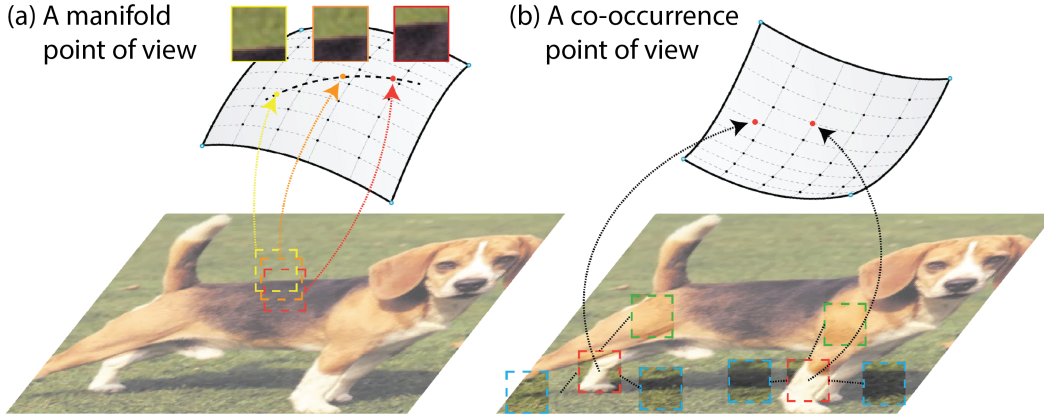 (a) A manifold
point of view
(b) A co-occurrence
point of view